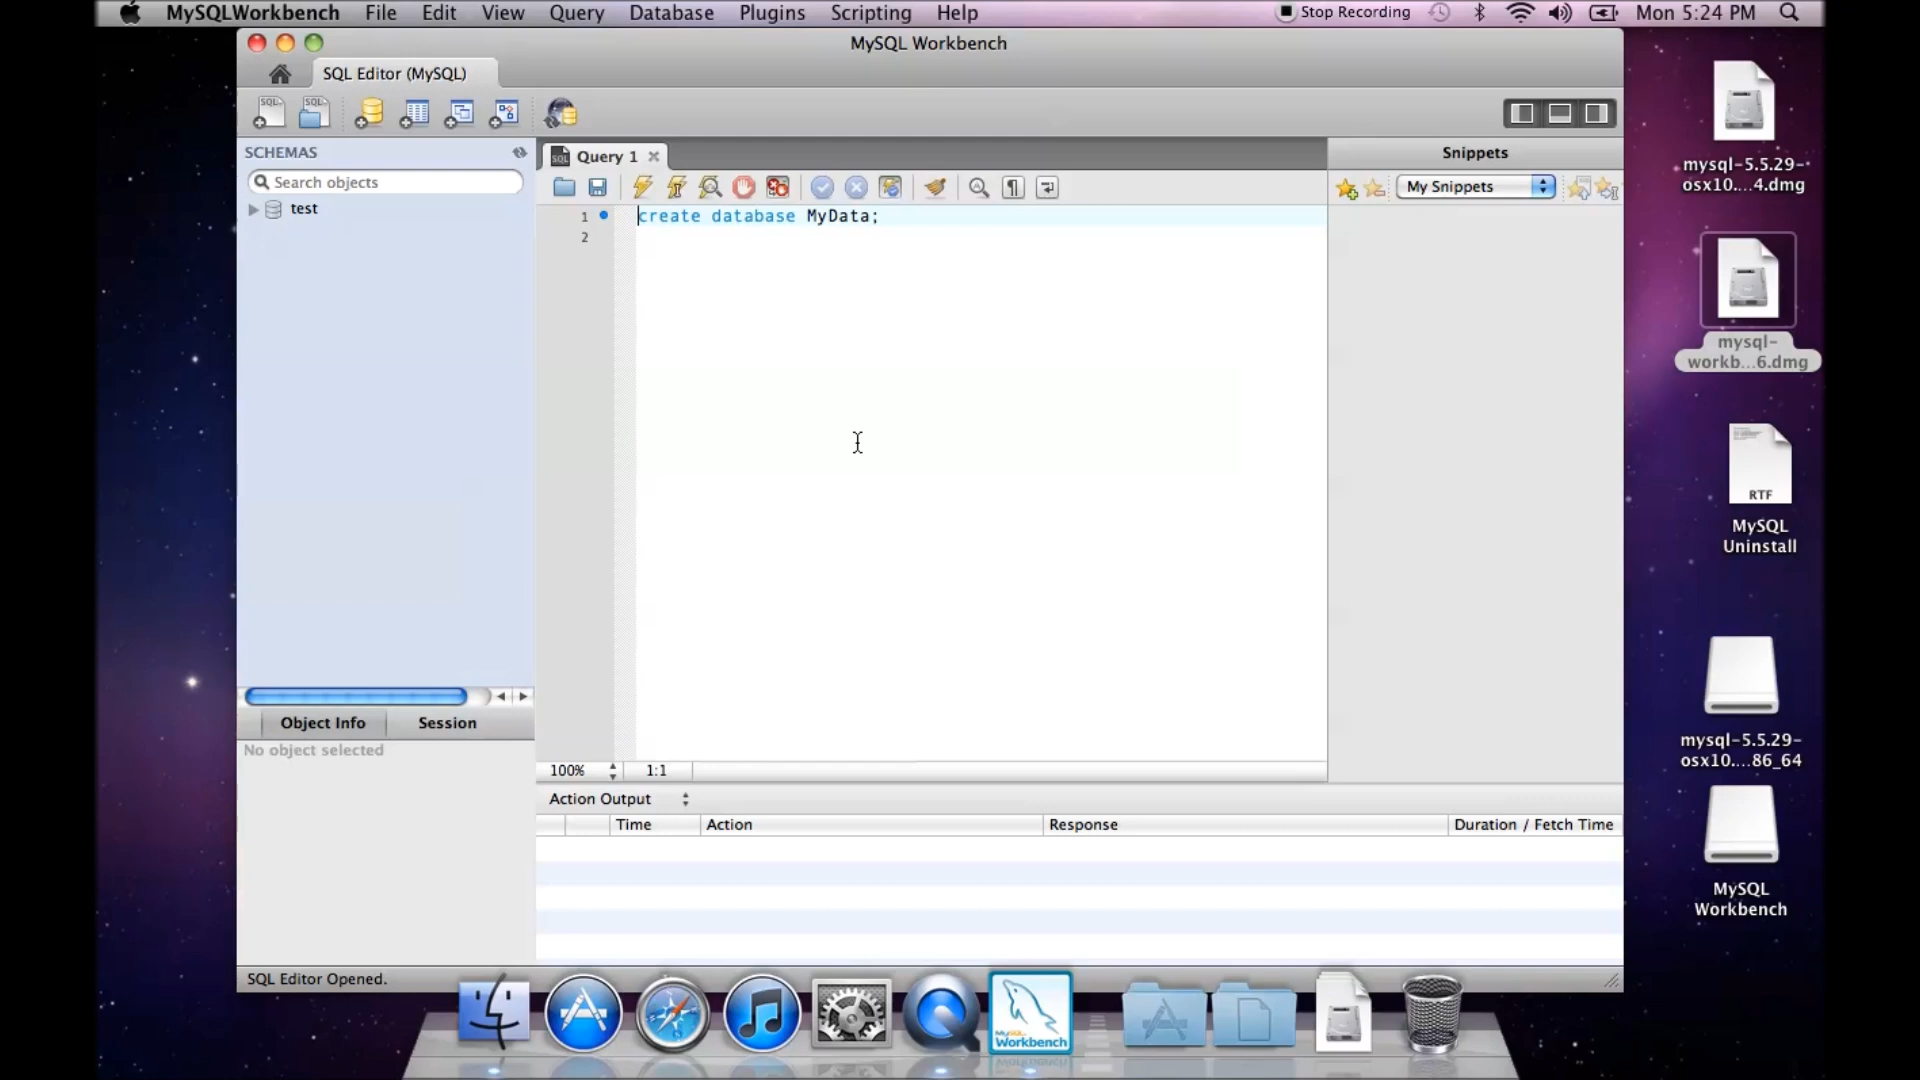 MySQLWorkbench File Edit View Query Database Plugins Scripting Help Stop Recording Mon 5:24 PM
MySQL Workbench
SQL Editor (MySQL)
SQL SQL
SCHEMAS
Search objects
test
Query 1
SQL
1 create database MyData;
2
Snippets
My Snippets
100% 1:1
Object Info Session
No object selected
Action Output
Time Action Response Duration / Fetch Time
SQL Editor Opened.
mysql-5.5.29-
osx10....4.dmg
mysql-
workb...6.dmg
RTF
MySQL
Uninstall
mysql-5.5.29-
osx10....86_64
MySQL
Workbench
MySQL
Workbench